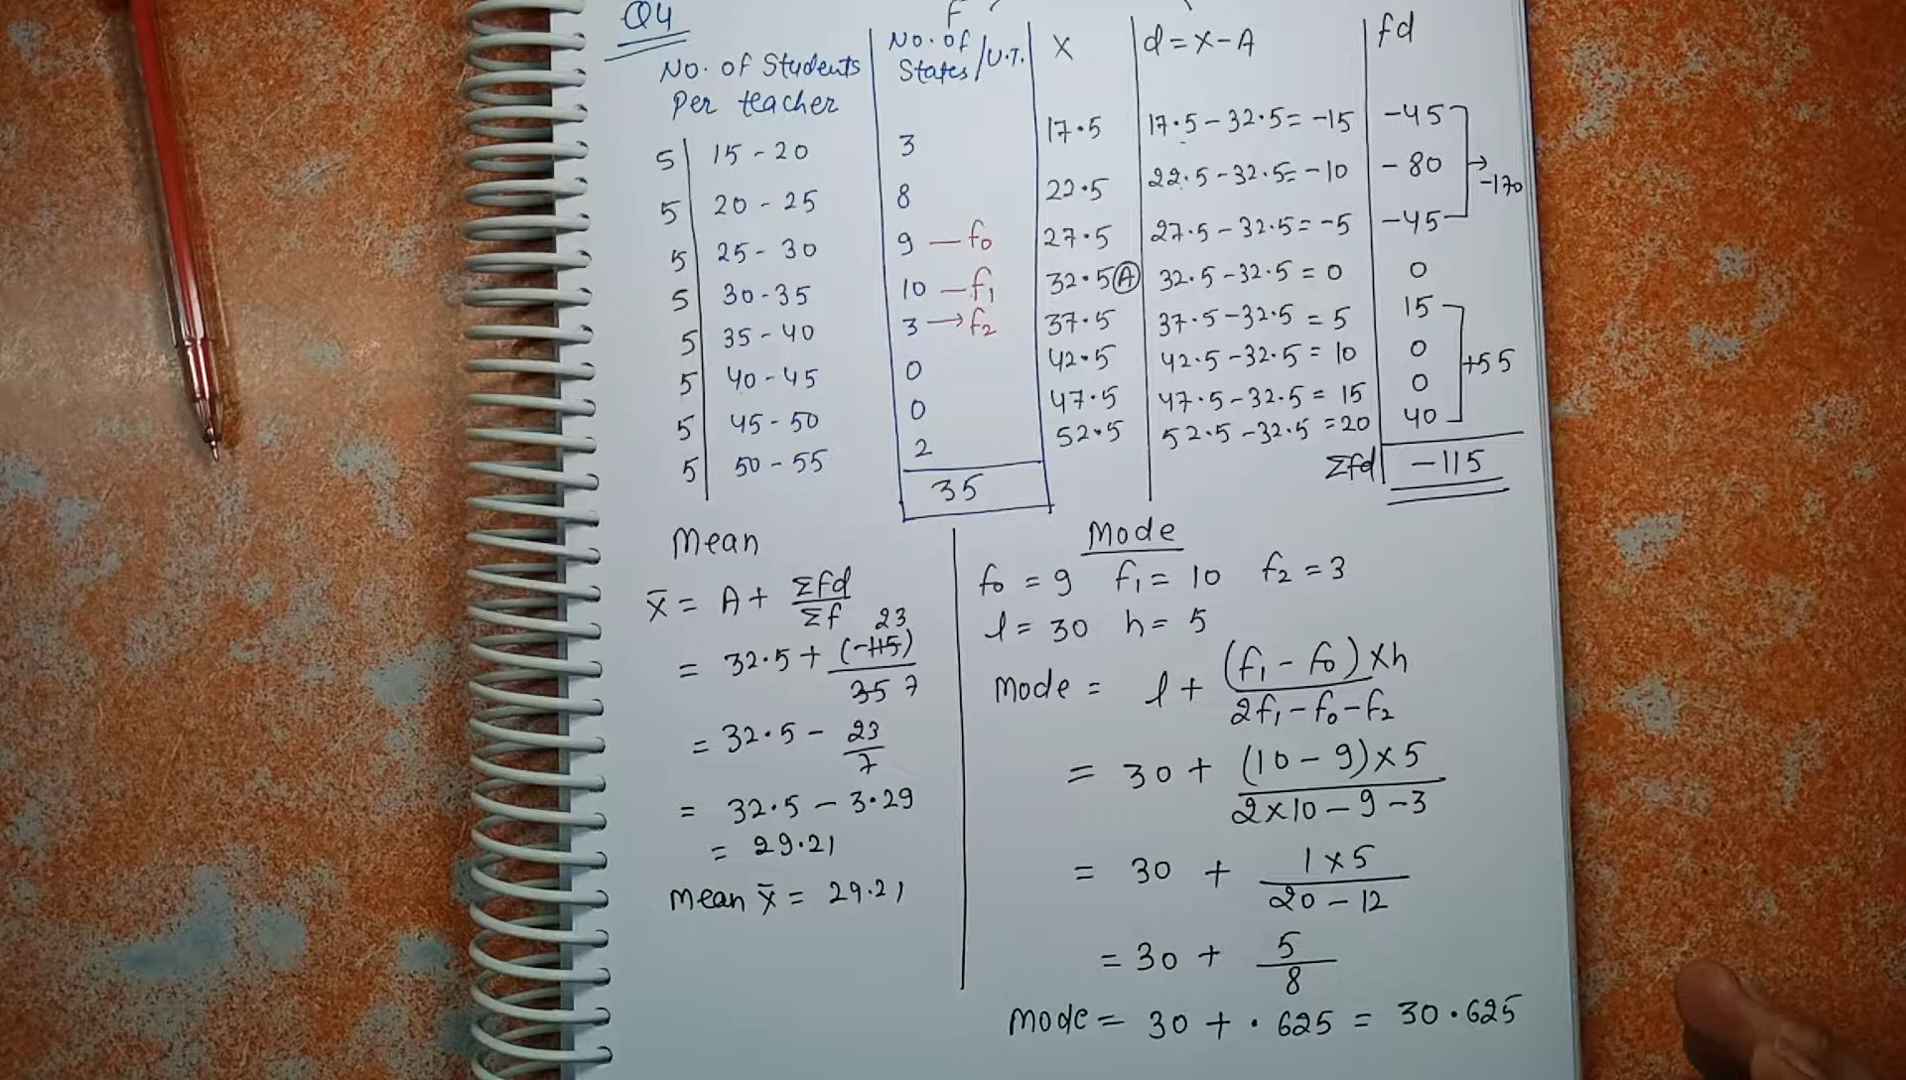 Q4
F
No. of Students Per teacher | No. of States/U.T. | X | d = X - A | fd
5 | 15 - 20 | 3 | 17.5 | 17.5 - 32.5 = -15 | -45
5 | 20 - 25 | 8 | 22.5 | 22.5 - 32.5 = -10 | -80 → -170
5 | 25 - 30 | 9 — f0 | 27.5 | 27.5 - 32.5 = -5 | -45
5 | 30 - 35 | 10 — f1 | 32.5 (A) | 32.5 - 32.5 = 0 | 0
5 | 35 - 40 | 3 → f2 | 37.5 | 37.5 - 32.5 = 5 | 15
5 | 40 - 45 | 0 | 42.5 | 42.5 - 32.5 = 10 | 0 +55
5 | 45 - 50 | 0 | 47.5 | 47.5 - 32.5 = 15 | 0
5 | 50 - 55 | 2 | 52.5 | 52.5 - 32.5 = 20 | 40
35 Σfd -115
Mean
x̄ = A + Σfd / Σf
= 32.5 + (-115) / 35 23 7
= 32.5 - 23/7
= 32.5 - 3.29
= 29.21
Mean x̄ = 29.21
Mode
f0 = 9 f1 = 10 f2 = 3
l = 30 h = 5
Mode = l + (f1 - f0) × h / 2f1 - f0 - f2
= 30 + (10 - 9) × 5 / 2×10 - 9 - 3
= 30 + 1 × 5 / 20 - 12
= 30 + 5/8
Mode = 30 + .625 = 30.625